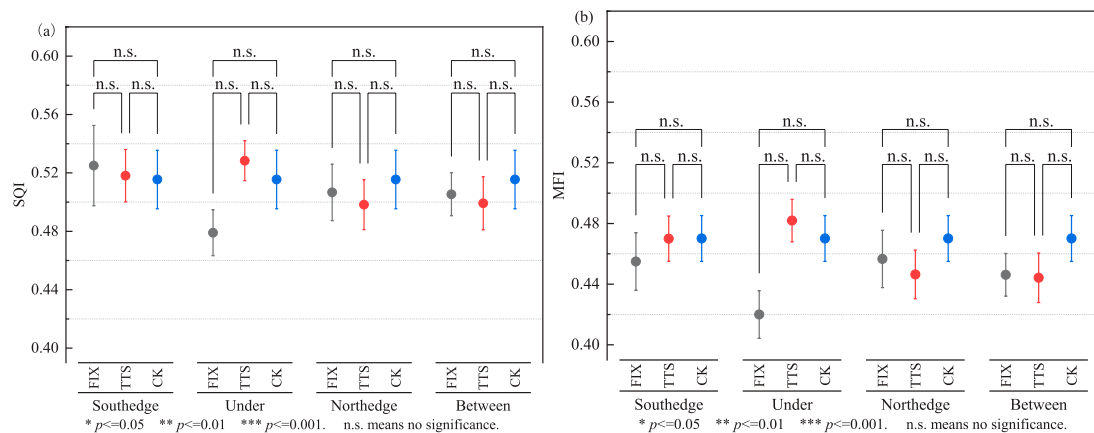 (a)
0.60
n.s. n.s. n.s. n.s.
0.56
n.s. n.s. n.s. n.s. n.s. n.s. n.s. n.s.
SQI
0.52
0.48
0.44
0.40
FIX TTS CK FIX TTS CK FIX TTS CK FIX TTS CK
Southedge Under Northedge Between
* p<=0.05 ** p<=0.01 *** p<=0.001. n.s. means no significance.
(b)
0.60
0.56
n.s. n.s. n.s. n.s.
0.52
n.s. n.s. n.s. n.s. n.s. n.s. n.s. n.s.
MFI
0.48
0.44
0.40
FIX TTS CK FIX TTS CK FIX TTS CK FIX TTS CK
Southedge Under Northedge Between
* p<=0.05 ** p<=0.01 *** p<=0.001. n.s. means no significance.